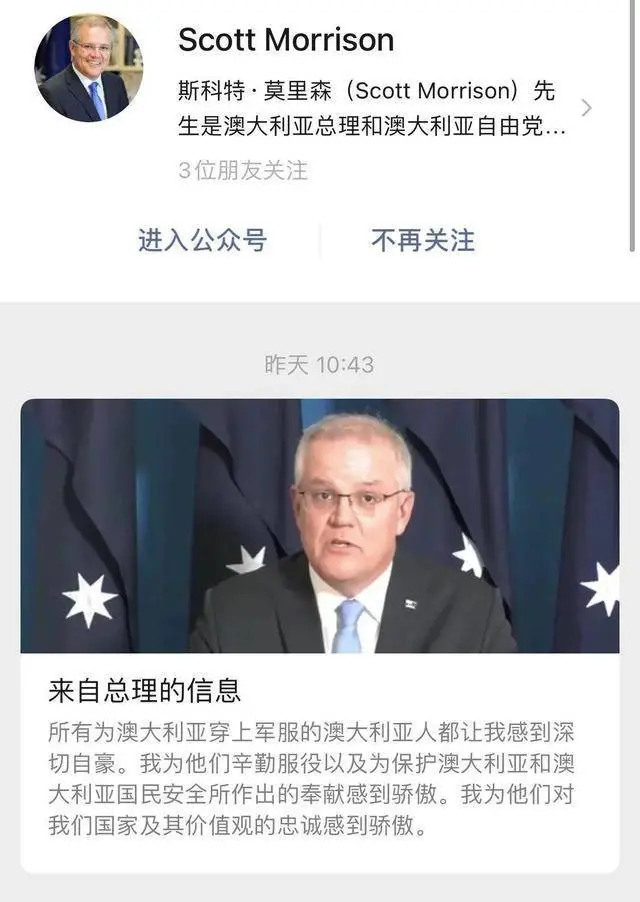 Scott Morrison
斯科特·莫里森（Scott Morrison）先
生是澳大利亚总理和澳大利亚自由党...
3位朋友关注
进入公众号
不再关注
昨天 10:43
来自总理的信息
所有为澳大利亚穿上军服的澳大利亚人都让我感到深
切自豪。我为他们辛勤服役以及为保护澳大利亚和澳
大利亚国民安全所作出的奉献感到骄傲。我为他们对
我们国家及其价值观的忠诚感到骄傲。